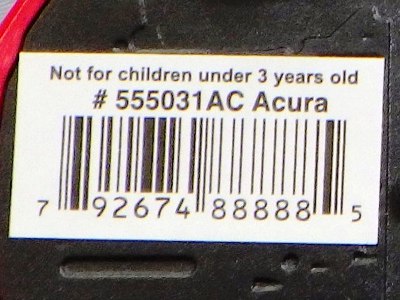 Not for children under 3 years old
# 555031AC Acura
7 92674 88888 5